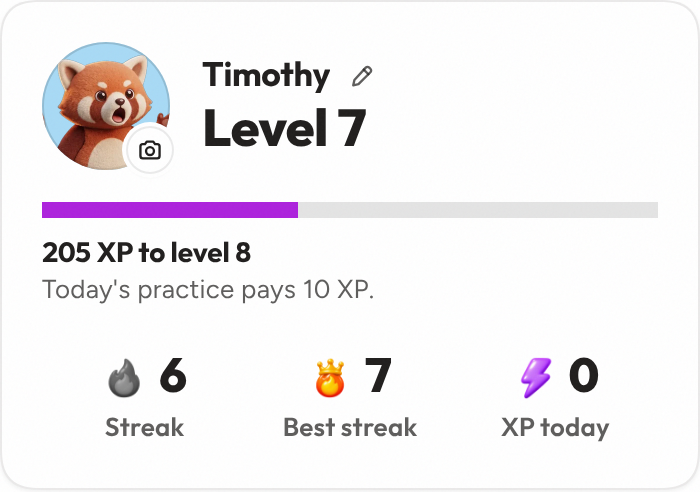 Timothy
Level 7
205 XP to level 8
Today's practice pays 10 XP.
6
Streak
7
Best streak
0
XP today